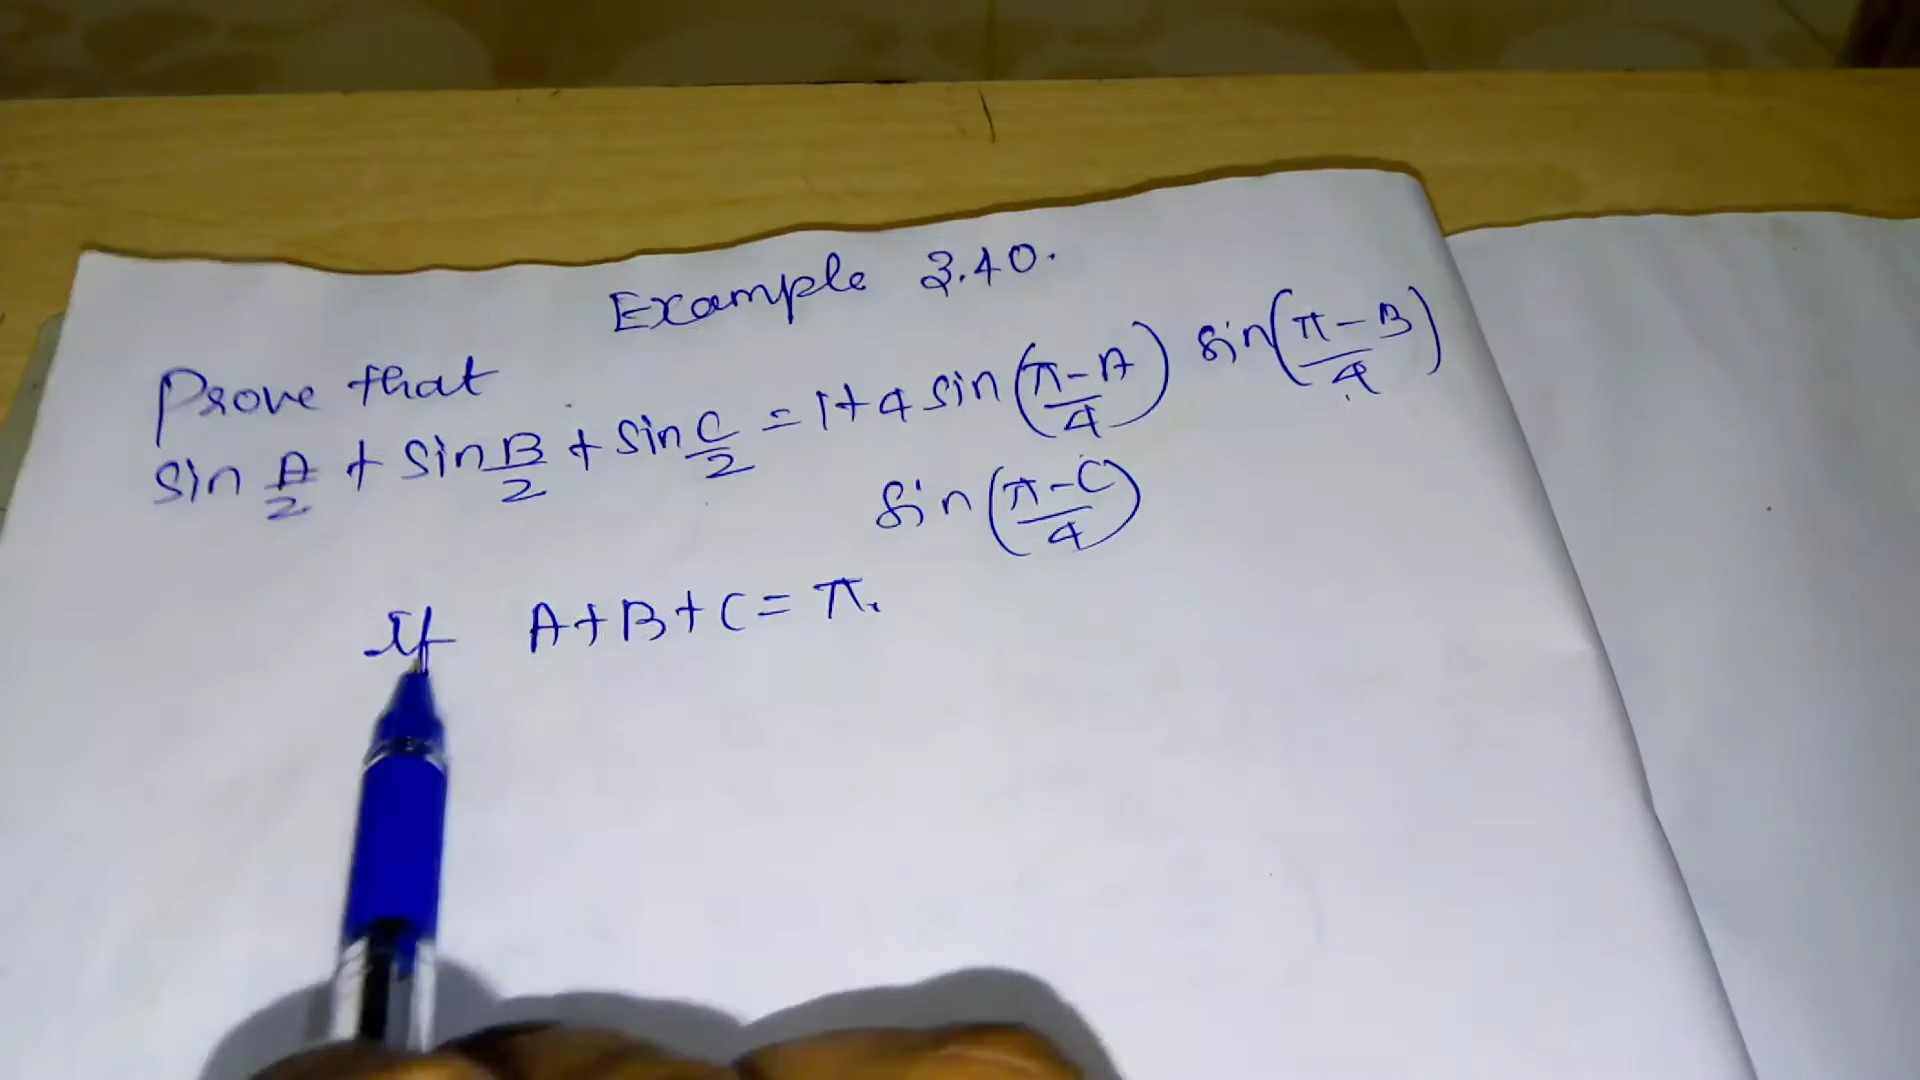 Example 3.40.
Prove that
sin A/2 + sin B/2 + sin C/2 = 1+4 sin (π-A/4) sin (π-B/4)
sin (π-C/4)
If A+B+C = π.